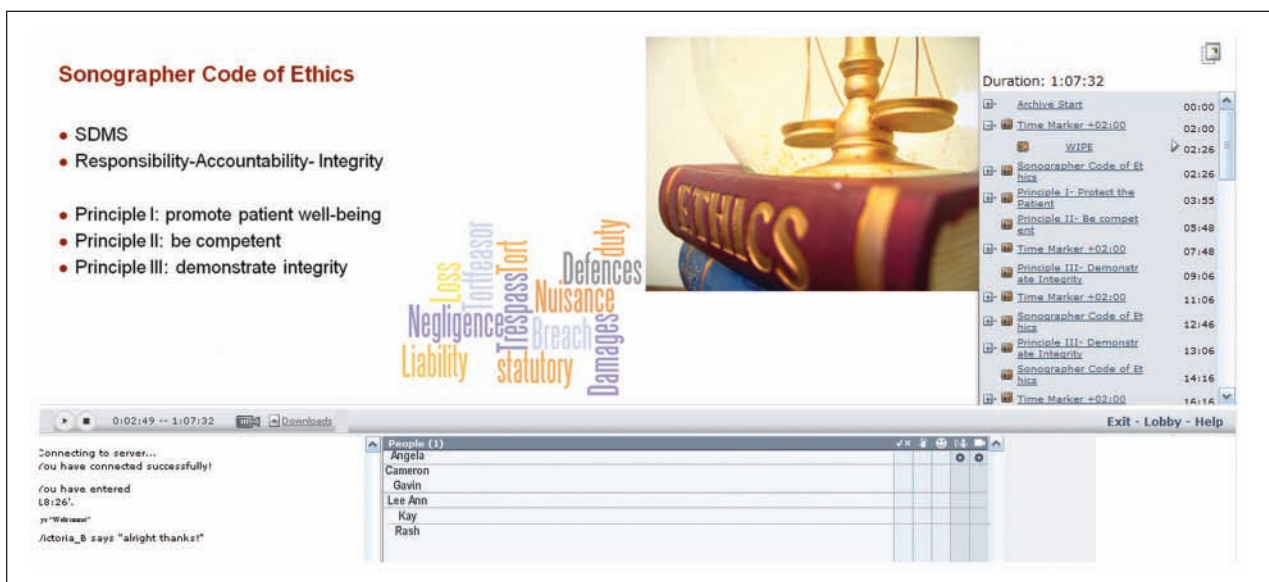 Sonographer Code of Ethics
• SDMS
• Responsibility-Accountability- Integrity
• Principle I: promote patient well-being
• Principle II: be competent
• Principle III: demonstrate integrity
Loss
Tortfeasor
Tort
Trespass
Defences
duty
Nuisance
Negligence
Breach
Liability
statutory
Damages
ETHICS
Duration: 1:07:32
Archive Start 00:00
Time Marker +02:00 02:00
WIPE 02:26
Sonographer Code of Et
hics 02:26
Principle I- Protect the
Patient 03:55
Principle II- Be compet
ent 05:48
Time Marker +02:00 07:48
Principle III- Demonstr
ate Integrity 09:06
Time Marker +02:00 11:06
Sonographer Code of Et
hics 12:46
Principle III- Demonstr
ate Integrity 13:06
Sonographer Code of Et
hics 14:16
Time Marker +02:00 16:16
0:02:49 -- 1:07:32 Downloads
Exit - Lobby - Help
Connecting to server...
You have connected successfully!
You have entered
18:26'.
ys "Welcome"
Victoria_B says "alright thanks!"
People (1)
Angela
Cameron
Gavin
Lee Ann
Kay
Rash